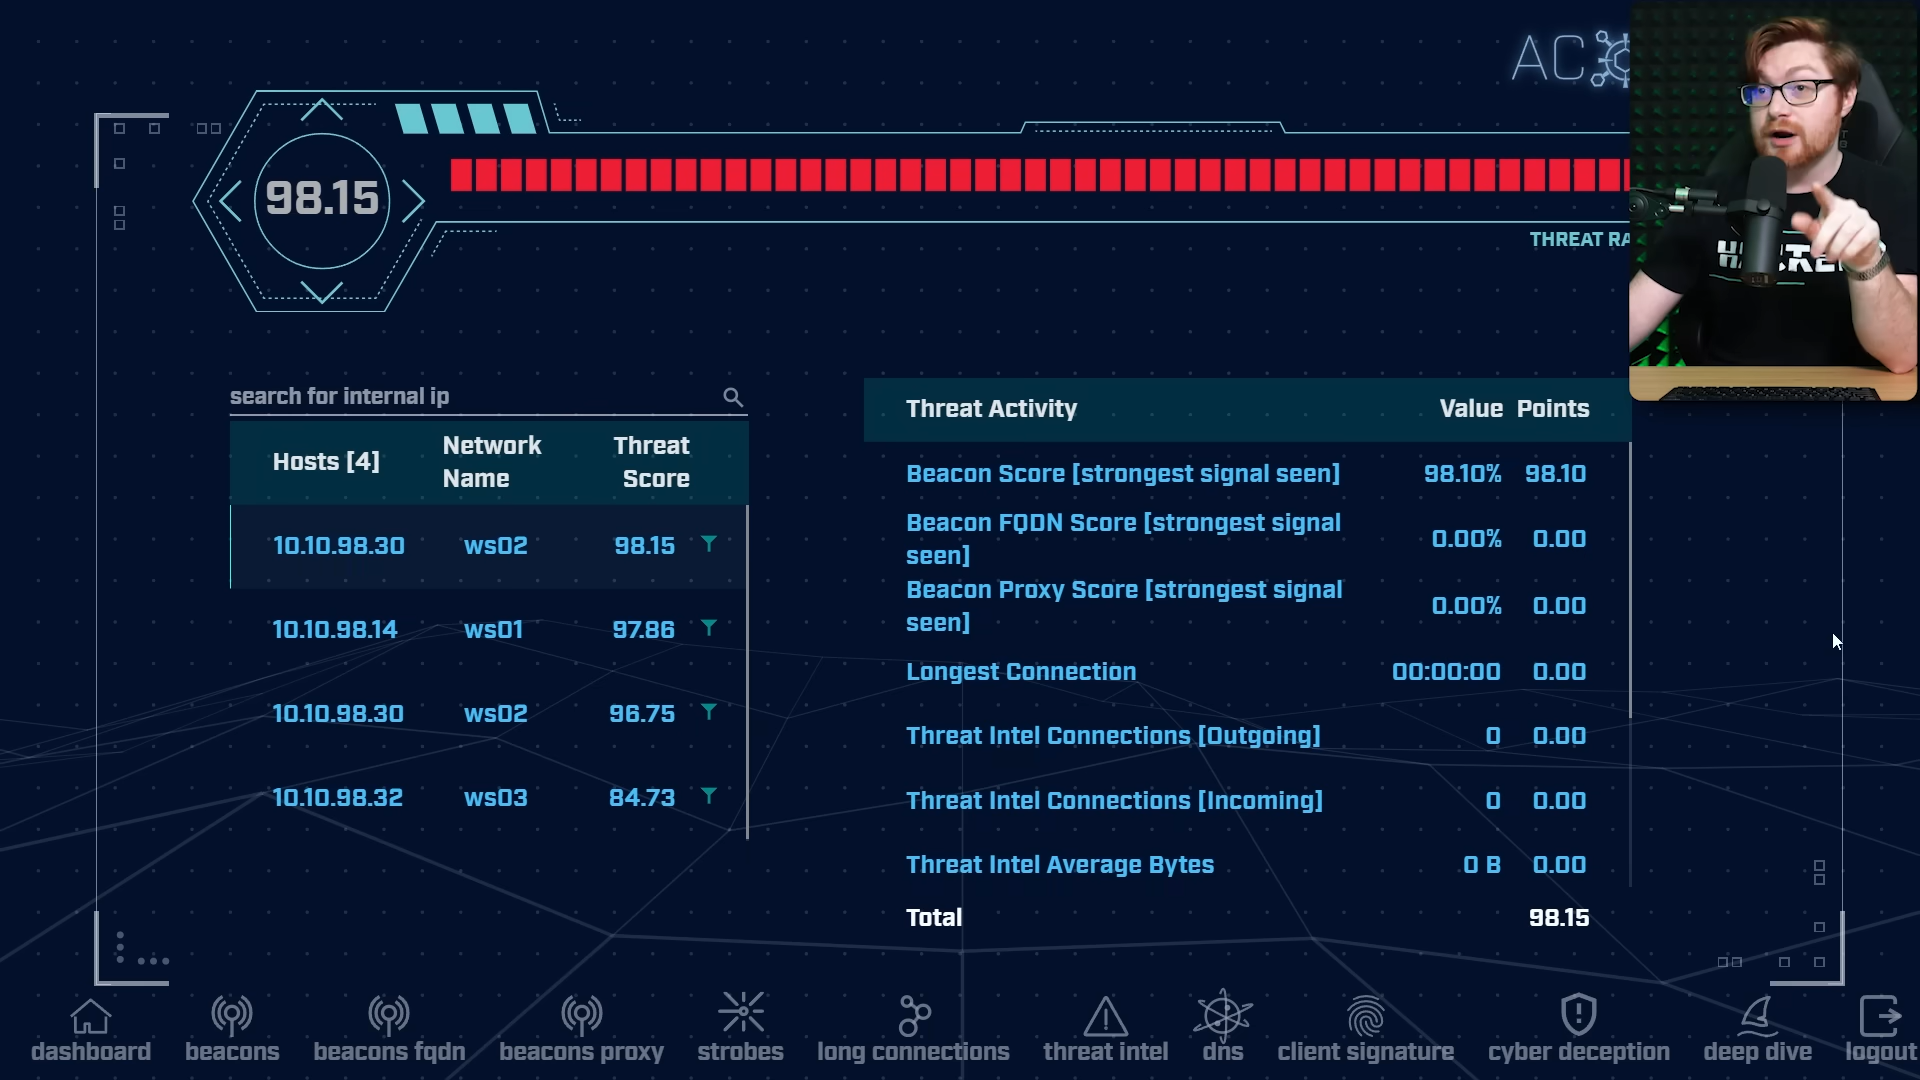 AC
98.15
THREAT RA
search for internal ip
Hosts [4] Network Name Threat Score
10.10.98.30 ws02 98.15
10.10.98.14 ws01 97.86
10.10.98.30 ws02 96.75
10.10.98.32 ws03 84.73
Threat Activity Value Points
Beacon Score [strongest signal seen] 98.10% 98.10
Beacon FQDN Score [strongest signal seen] 0.00% 0.00
Beacon Proxy Score [strongest signal seen] 0.00% 0.00
Longest Connection 00:00:00 0.00
Threat Intel Connections [Outgoing] 0 0.00
Threat Intel Connections [Incoming] 0 0.00
Threat Intel Average Bytes 0 B 0.00
Total 98.15
dashboard beacons beacons fqdn beacons proxy strobes long connections threat intel dns client signature cyber deception deep dive logout